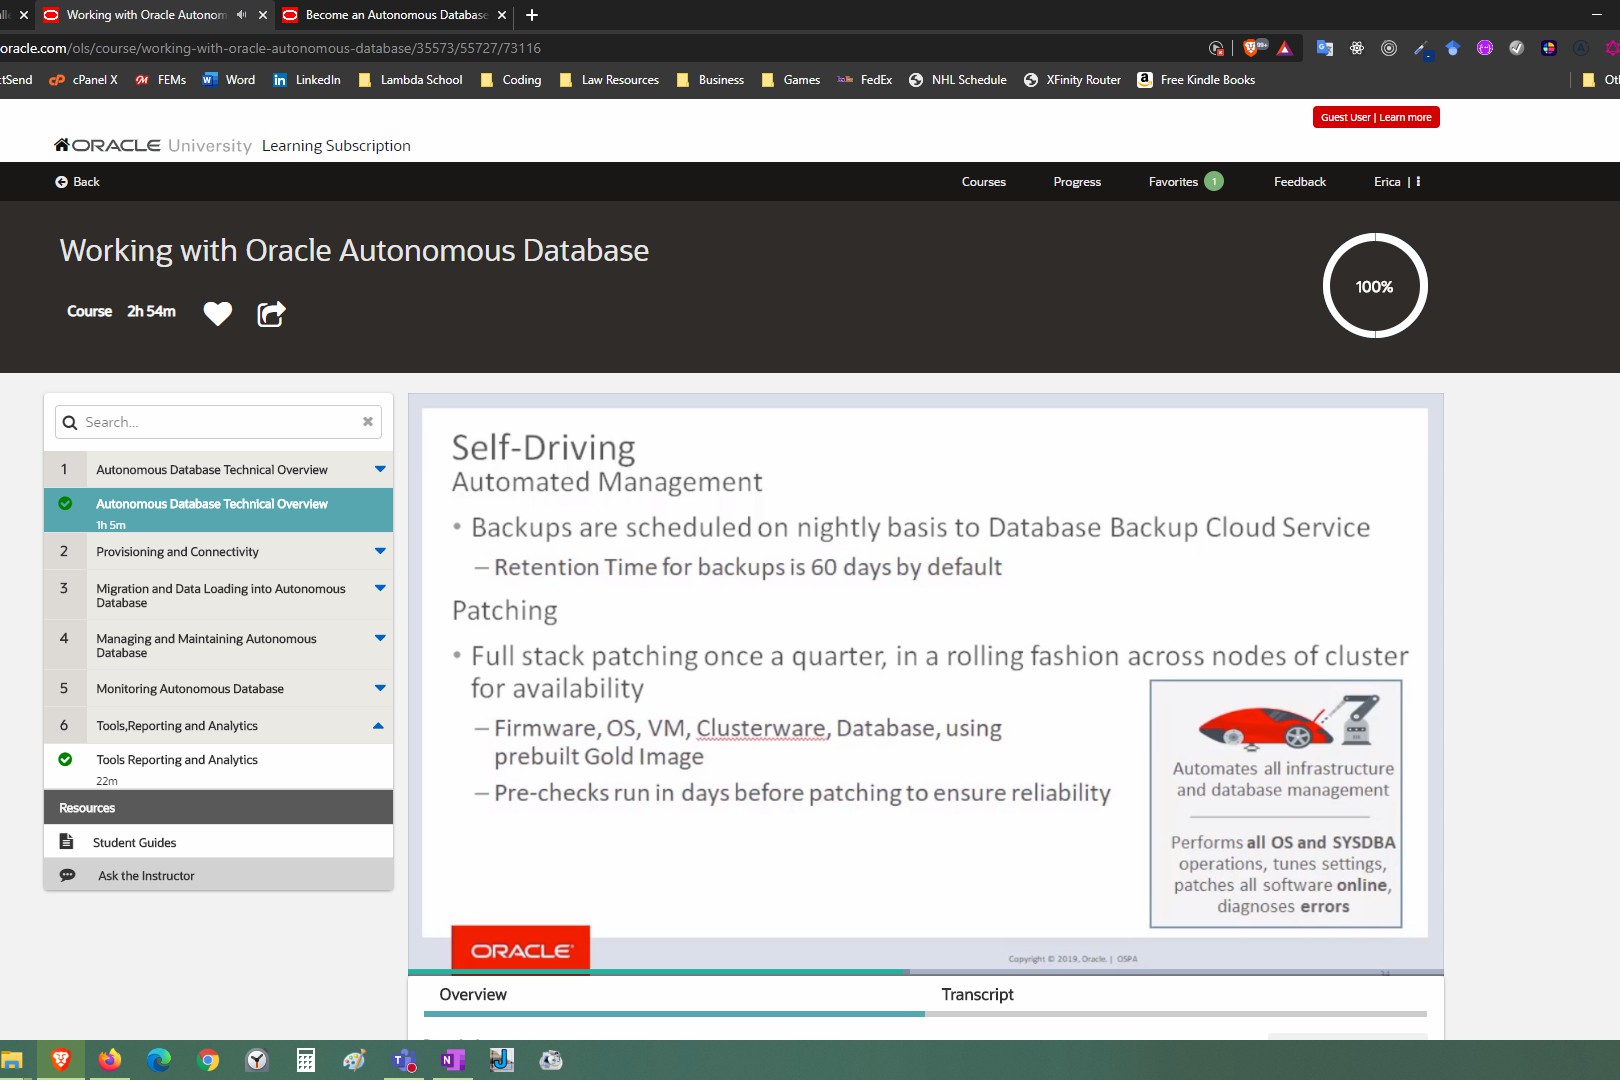 Working with Oracle Autonom
Become an Autonomous Database
oracle.com/ols/course/working-with-oracle-autonomous-database/35573/55727/73116
99+
ctSend
cPanel X
FEMs
Word
LinkedIn
Lambda School
Coding
Law Resources
Business
Games
FedEx
NHL Schedule
XFinity Router
Free Kindle Books
Guest User | Learn more
ORACLE University Learning Subscription
Back
Courses
Progress
Favorites 1
Feedback
Erica |
Working with Oracle Autonomous Database
Course 2h 54m
100%
Search...
1 Autonomous Database Technical Overview
Autonomous Database Technical Overview
1h 5m
2 Provisioning and Connectivity
3 Migration and Data Loading into Autonomous
Database
4 Managing and Maintaining Autonomous
Database
5 Monitoring Autonomous Database
6 Tools,Reporting and Analytics
Tools Reporting and Analytics
22m
Resources
Student Guides
Ask the Instructor
Self-Driving
Automated Management
• Backups are scheduled on nightly basis to Database Backup Cloud Service
– Retention Time for backups is 60 days by default
Patching
• Full stack patching once a quarter, in a rolling fashion across nodes of cluster
for availability
– Firmware, OS, VM, Clusterware, Database, using
prebuilt Gold Image
– Pre-checks run in days before patching to ensure reliability
Automates all infrastructure
and database management
Performs all OS and SYSDBA
operations, tunes settings,
patches all software online,
diagnoses errors
ORACLE
Copyright © 2019, Oracle. | OSPA
Overview
Transcript